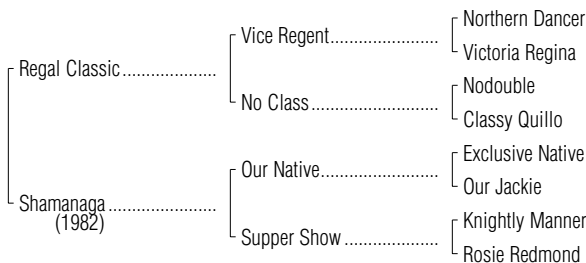 Northern Dancer
Vice Regent....................
Victoria Regina
Regal Classic..................
Nodouble
No Class.......................
Classy Quillo
Exclusive Native
Our Native.....................
Our Jackie
Shamanaga.....................
(1982)
Knightly Manner
Supper Show................
Rosie Redmond